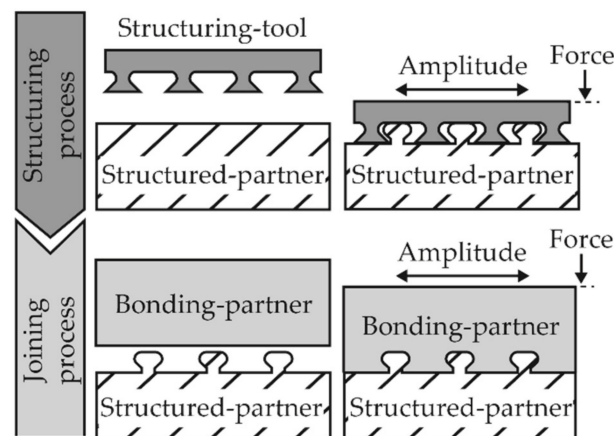 Structuring
process
Structuring-tool
Structured-partner
Amplitude
Force
Structured-partner
Joining
process
Bonding-partner
Structured-partner
Amplitude
Force
Bonding-partner
Structured-partner